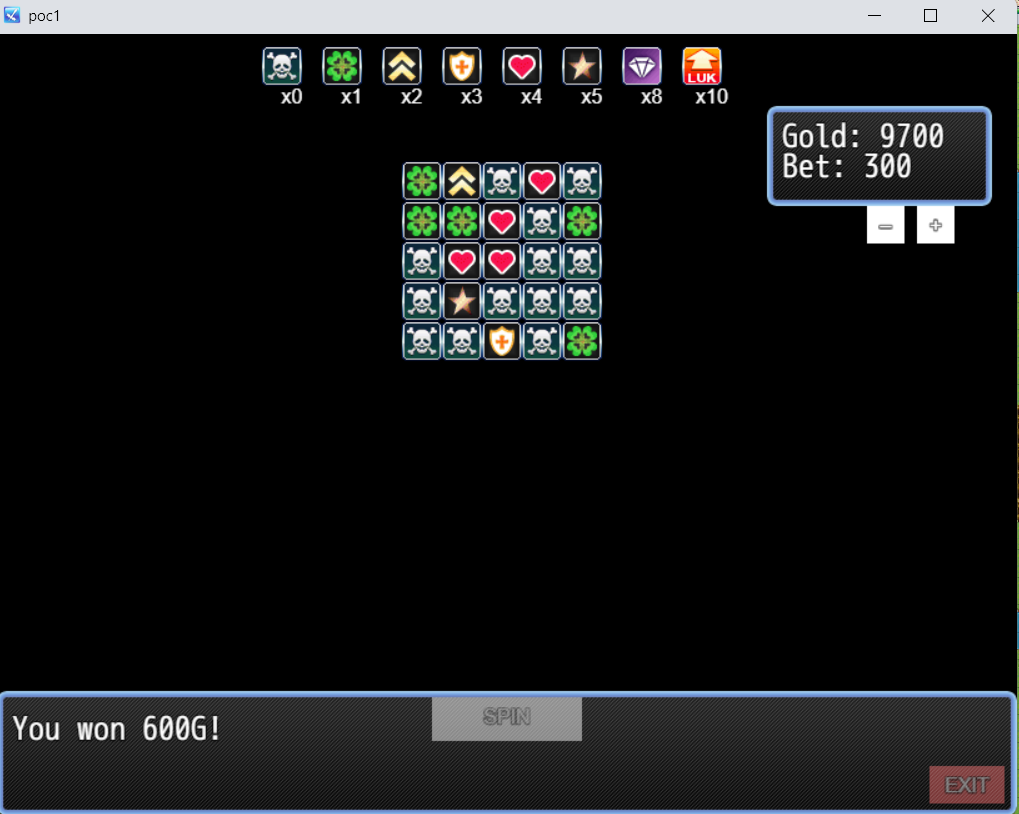 poc1
x0 x1 x2 x3 x4 x5 x8 x10
LUK
Gold: 9700
Bet: 300
SPIN
You won 600G!
EXIT